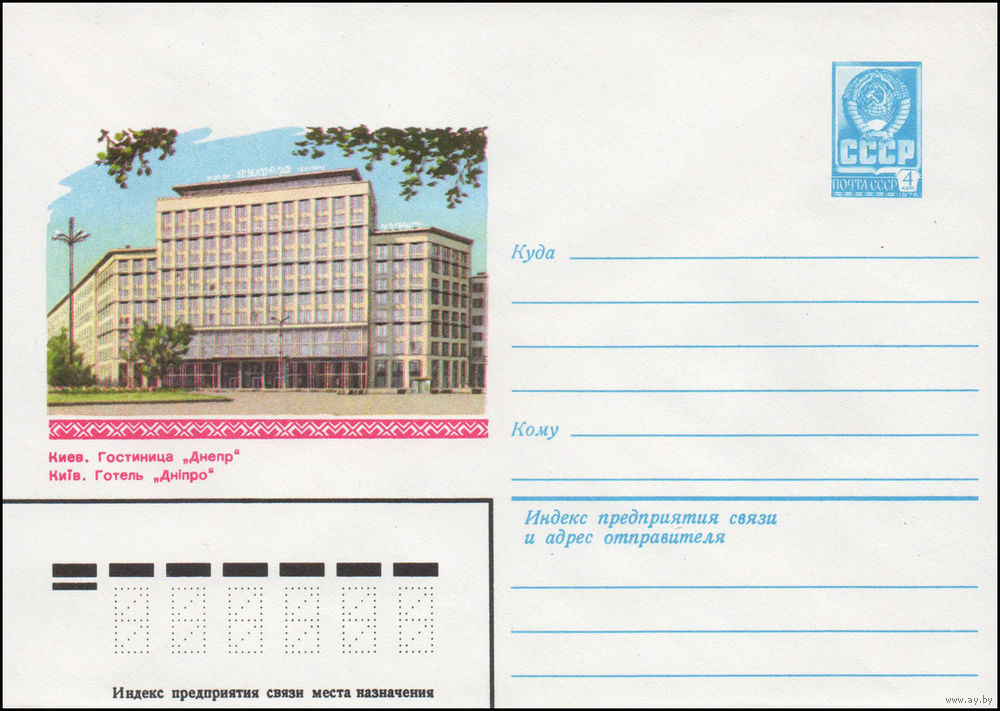 СССР
ПОЧТА СССР
4
КОП
1976
Куда
Кому
Киев. Гостиница „Днепр“
Київ. Готель „Дніпро“
Индекс предприятия связи
и адрес отправителя
Индекс предприятия связи места назначения
www.ay.by